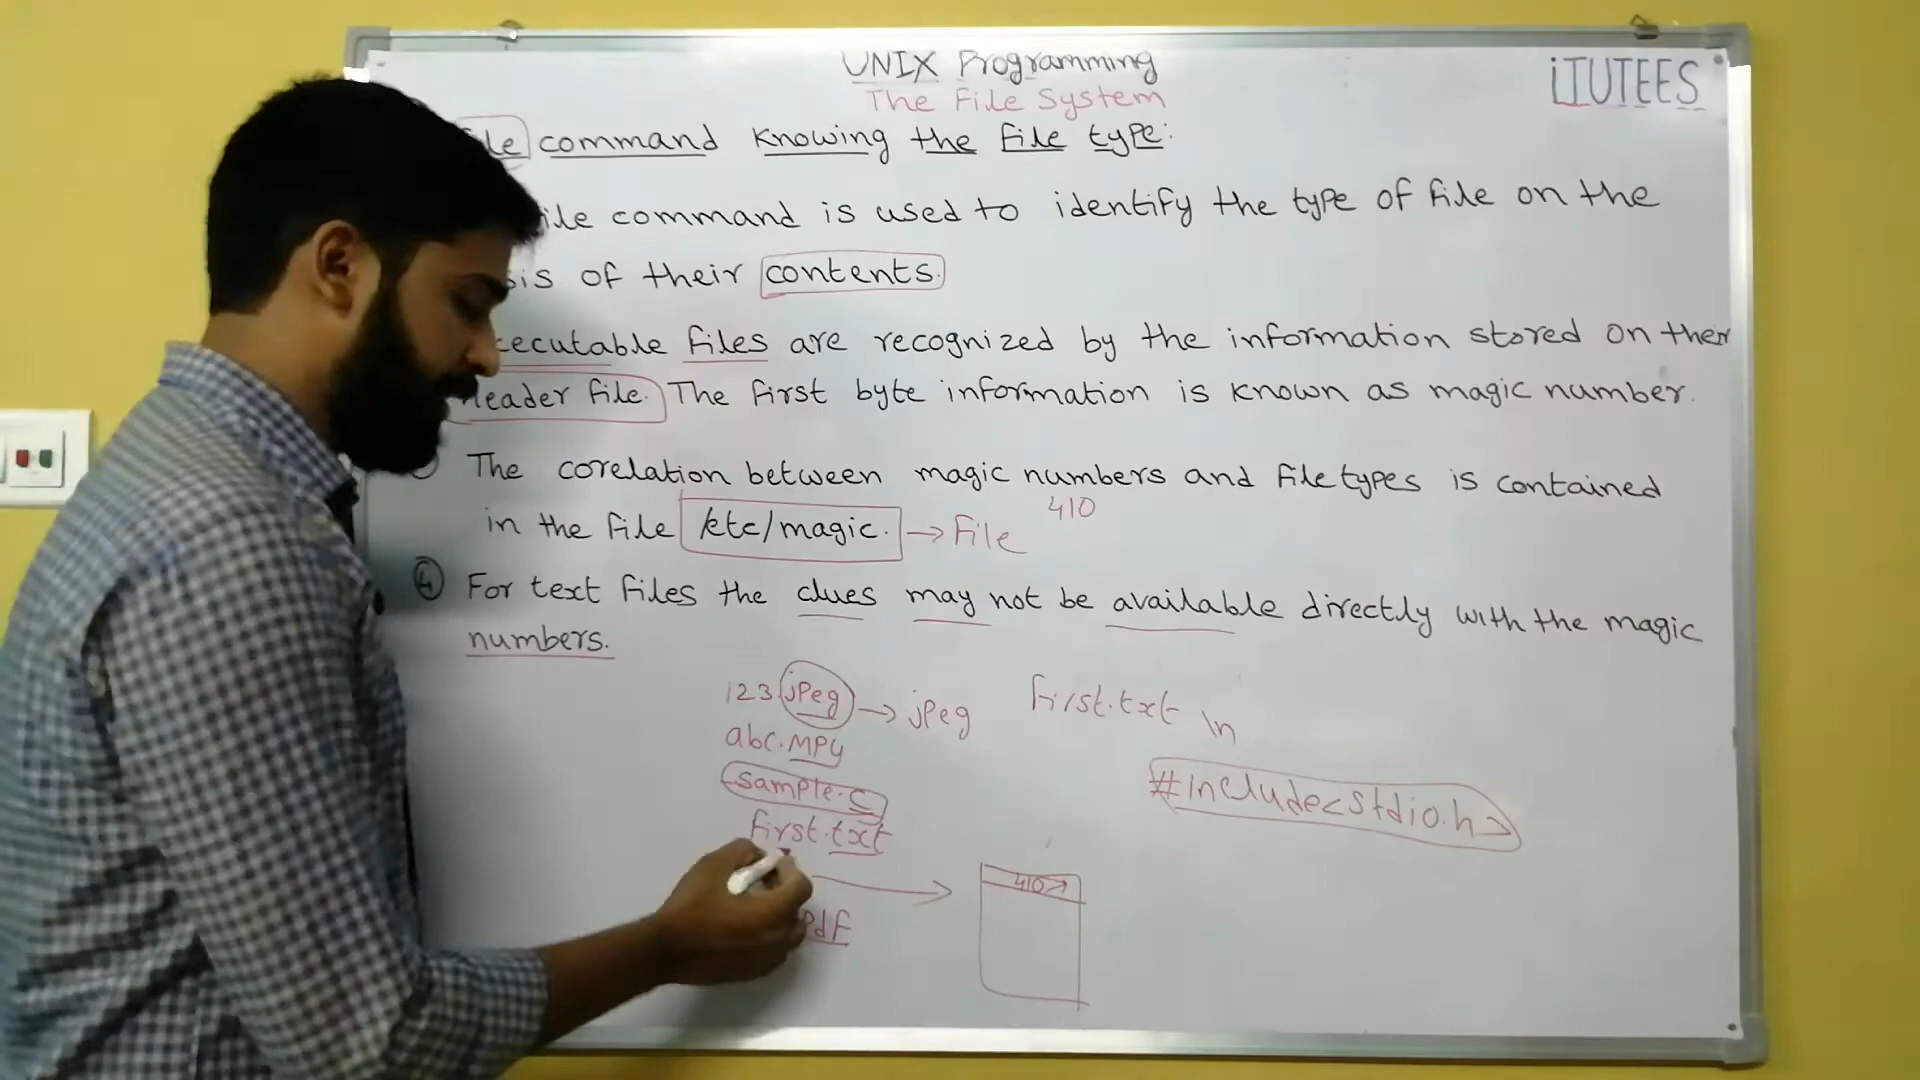 UNIX Programming
iTUTEES
The File System
le command knowing the file type:
ile command is used to identify the type of file on the
sis of their contents.
ecutable files are recognized by the information stored on their
Header file. The first byte information is known as magic number.
The corelation between magic numbers and file types is contained
in the file /etc/magic. → File
410
④ For text files the clues may not be available directly with the magic
numbers.
123.jpeg → jpeg
abc.MP4
sample.c
first.txt
pdf
first.txt \n
#include<stdio.h>
410